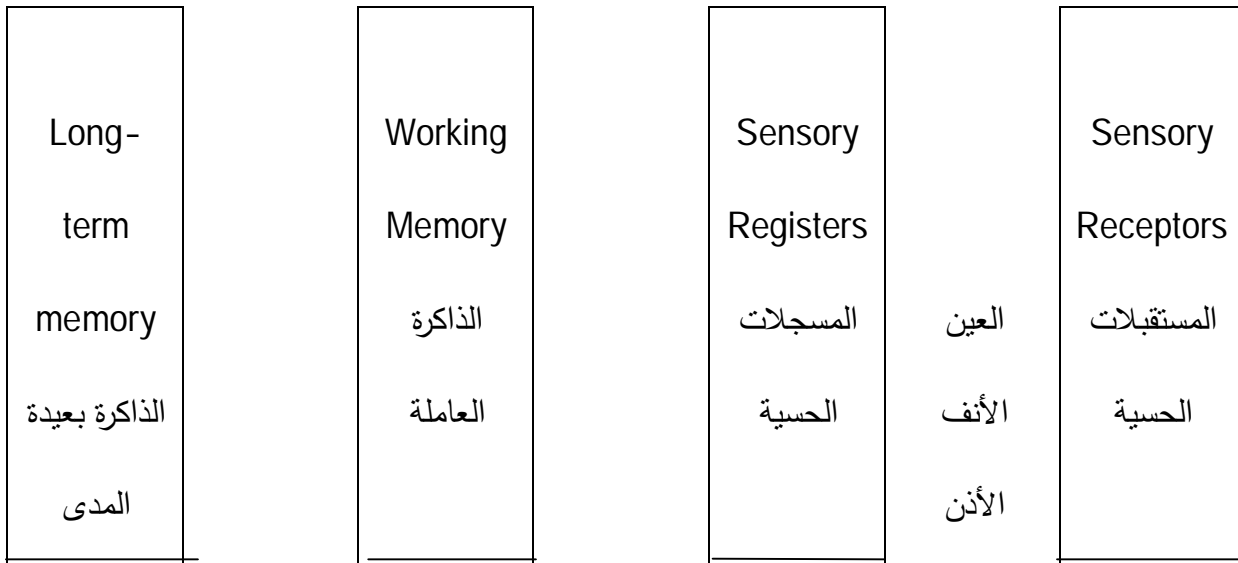 Sensory
Receptors
المستقبلات
الحسية
العين
الأنف
الأذن
Sensory
Registers
المسجلات
الحسية
Working
Memory
الذاكرة
العاملة
Long-
term
memory
الذاكرة بعيدة
المدى